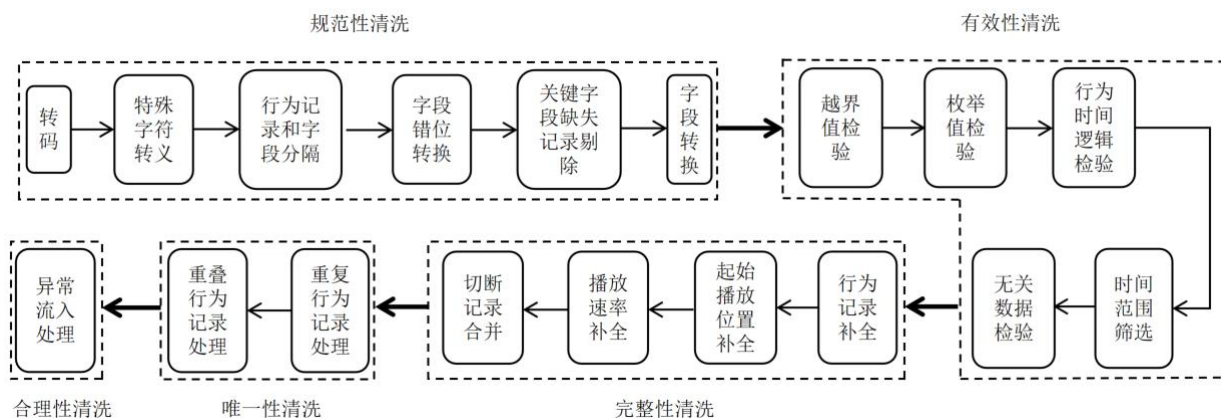 规范性清洗
有效性清洗
转
码
特殊
字符
转义
行为记
录和字
段分隔
字段
错位
转换
关键字
段缺失
记录剔
除
字
段
转
换
越界
值检
验
枚举
值检
验
行为
时间
逻辑
检验
时间
范围
筛选
无关
数据
检验
行为
记录
补全
起始
播放
位置
补全
播放
速率
补全
切断
记录
合并
重复
行为
记录
处理
重叠
行为
记录
处理
异常
流入
处理
合理性清洗
唯一性清洗
完整性清洗